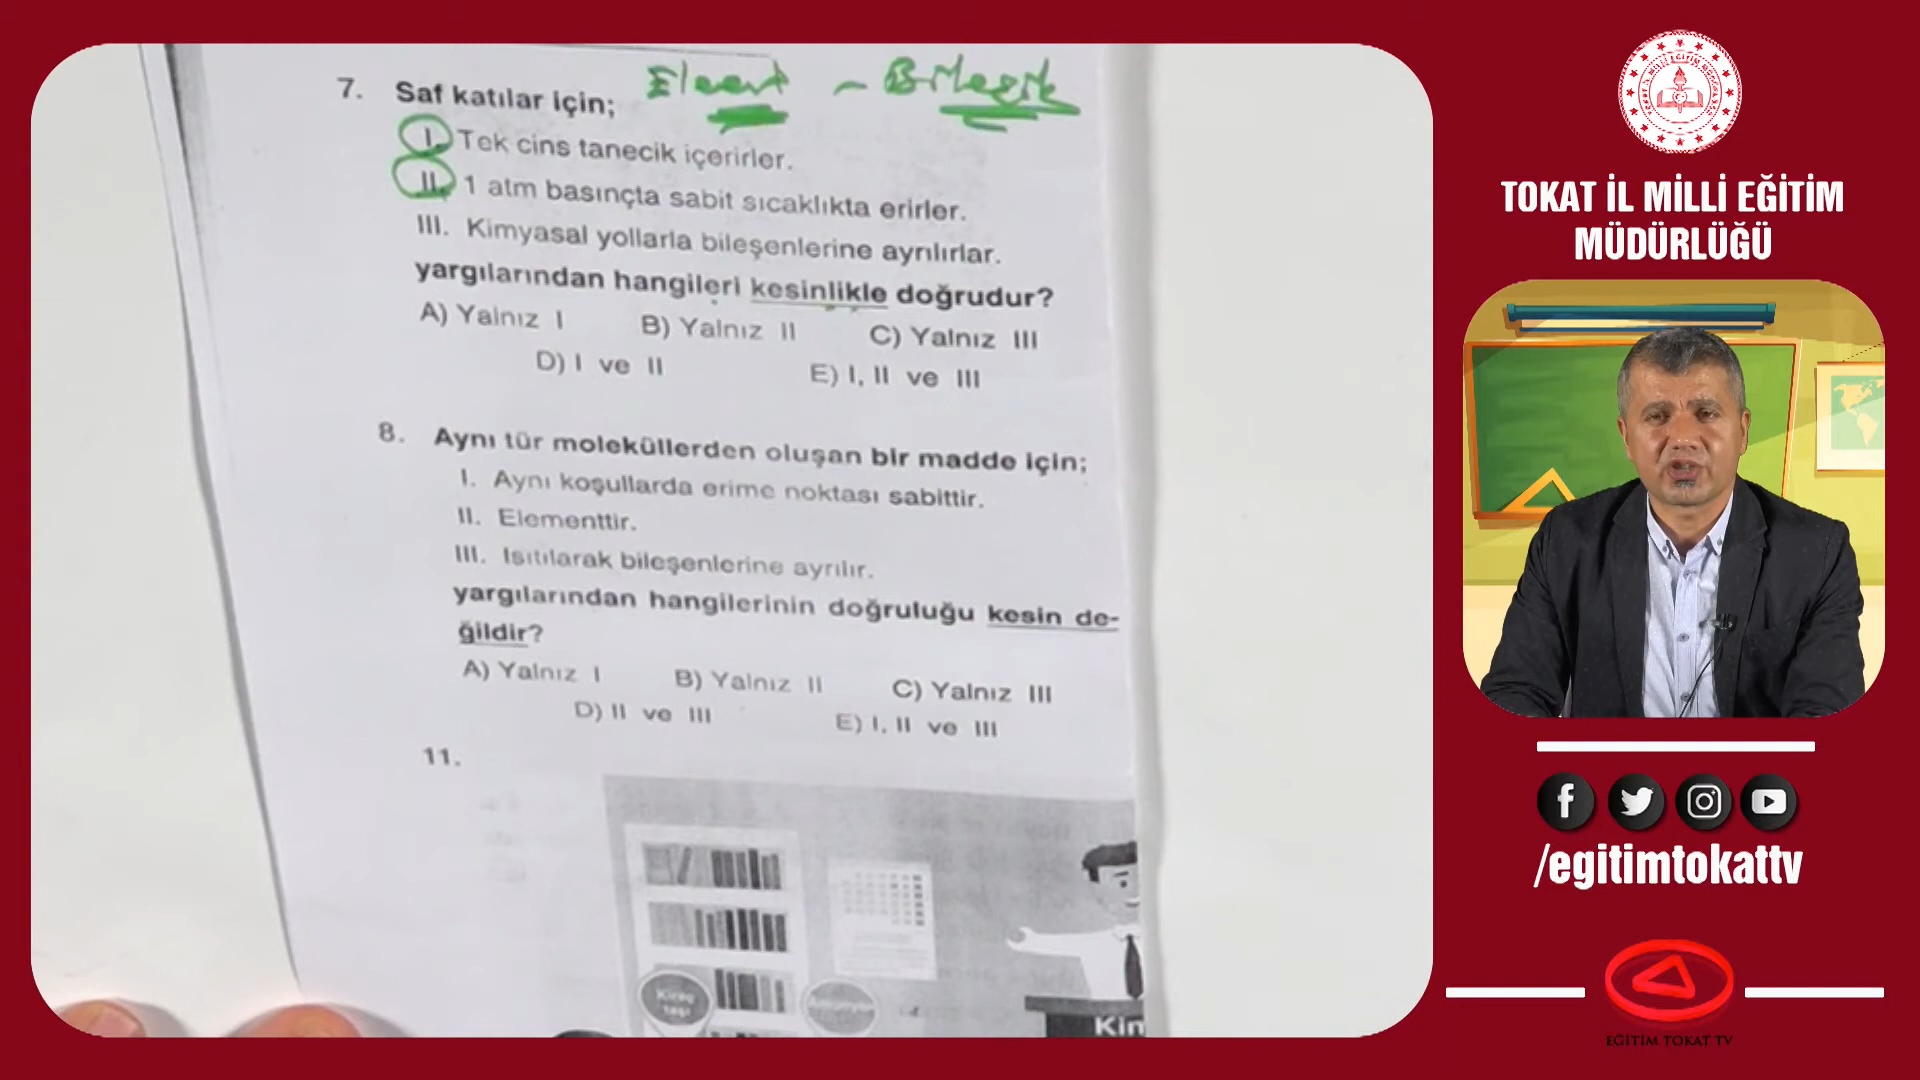 7. Saf katılar için; Element - Bileşik
I. Tek cins tanecik içerirler.
II. 1 atm basınçta sabit sıcaklıkta erirler.
III. Kimyasal yollarla bileşenlerine ayrılırlar.
yargılarından hangileri kesinlikle doğrudur?
A) Yalnız I B) Yalnız II C) Yalnız III
D) I ve II E) I, II ve III
8. Aynı tür moleküllerden oluşan bir madde için;
I. Aynı koşullarda erime noktası sabittir.
II. Elementtir.
III. Isıtılarak bileşenlerine ayrılır.
yargılarından hangilerinin doğruluğu kesin de-
ğildir?
A) Yalnız I B) Yalnız II C) Yalnız III
D) II ve III E) I, II ve III
11.
Kireç
taşı
Kim
TOKAT İL MİLLİ EĞİTİM
MÜDÜRLÜĞÜ
/egitimtokattv
EĞİTİM TOKAT TV